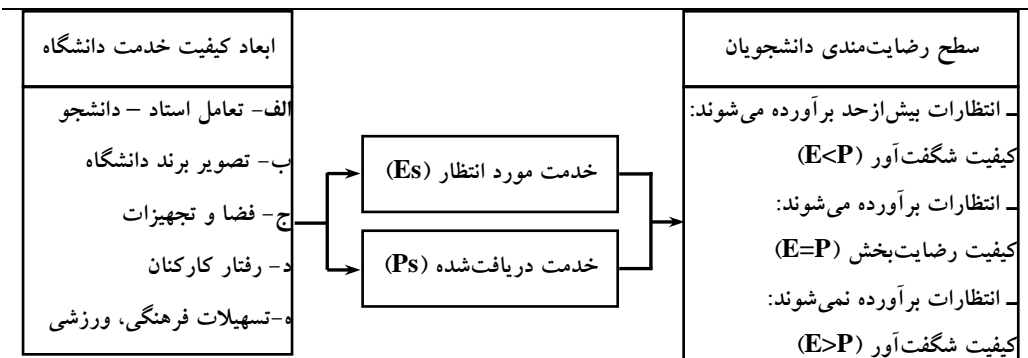 ابعاد کیفیت خدمت دانشگاه
الف- تعامل استاد – دانشجو
ب- تصویر برند دانشگاه
ج- فضا و تجهیزات
د- رفتار کارکنان
ه-تسهیلات فرهنگی، ورزشی
خدمت مورد انتظار (Es)
خدمت دریافت‌شده (Ps)
سطح رضایت‌مندی دانشجویان
ـ انتظارات بیش‌ازحد برآورده می‌شوند:
کیفیت شگفت‌آور (E<P)
ـ انتظارات برآورده می‌شوند:
کیفیت رضایت‌بخش (E=P)
ـ انتظارات برآورده نمی‌شوند:
کیفیت شگفت‌آور (E>P)